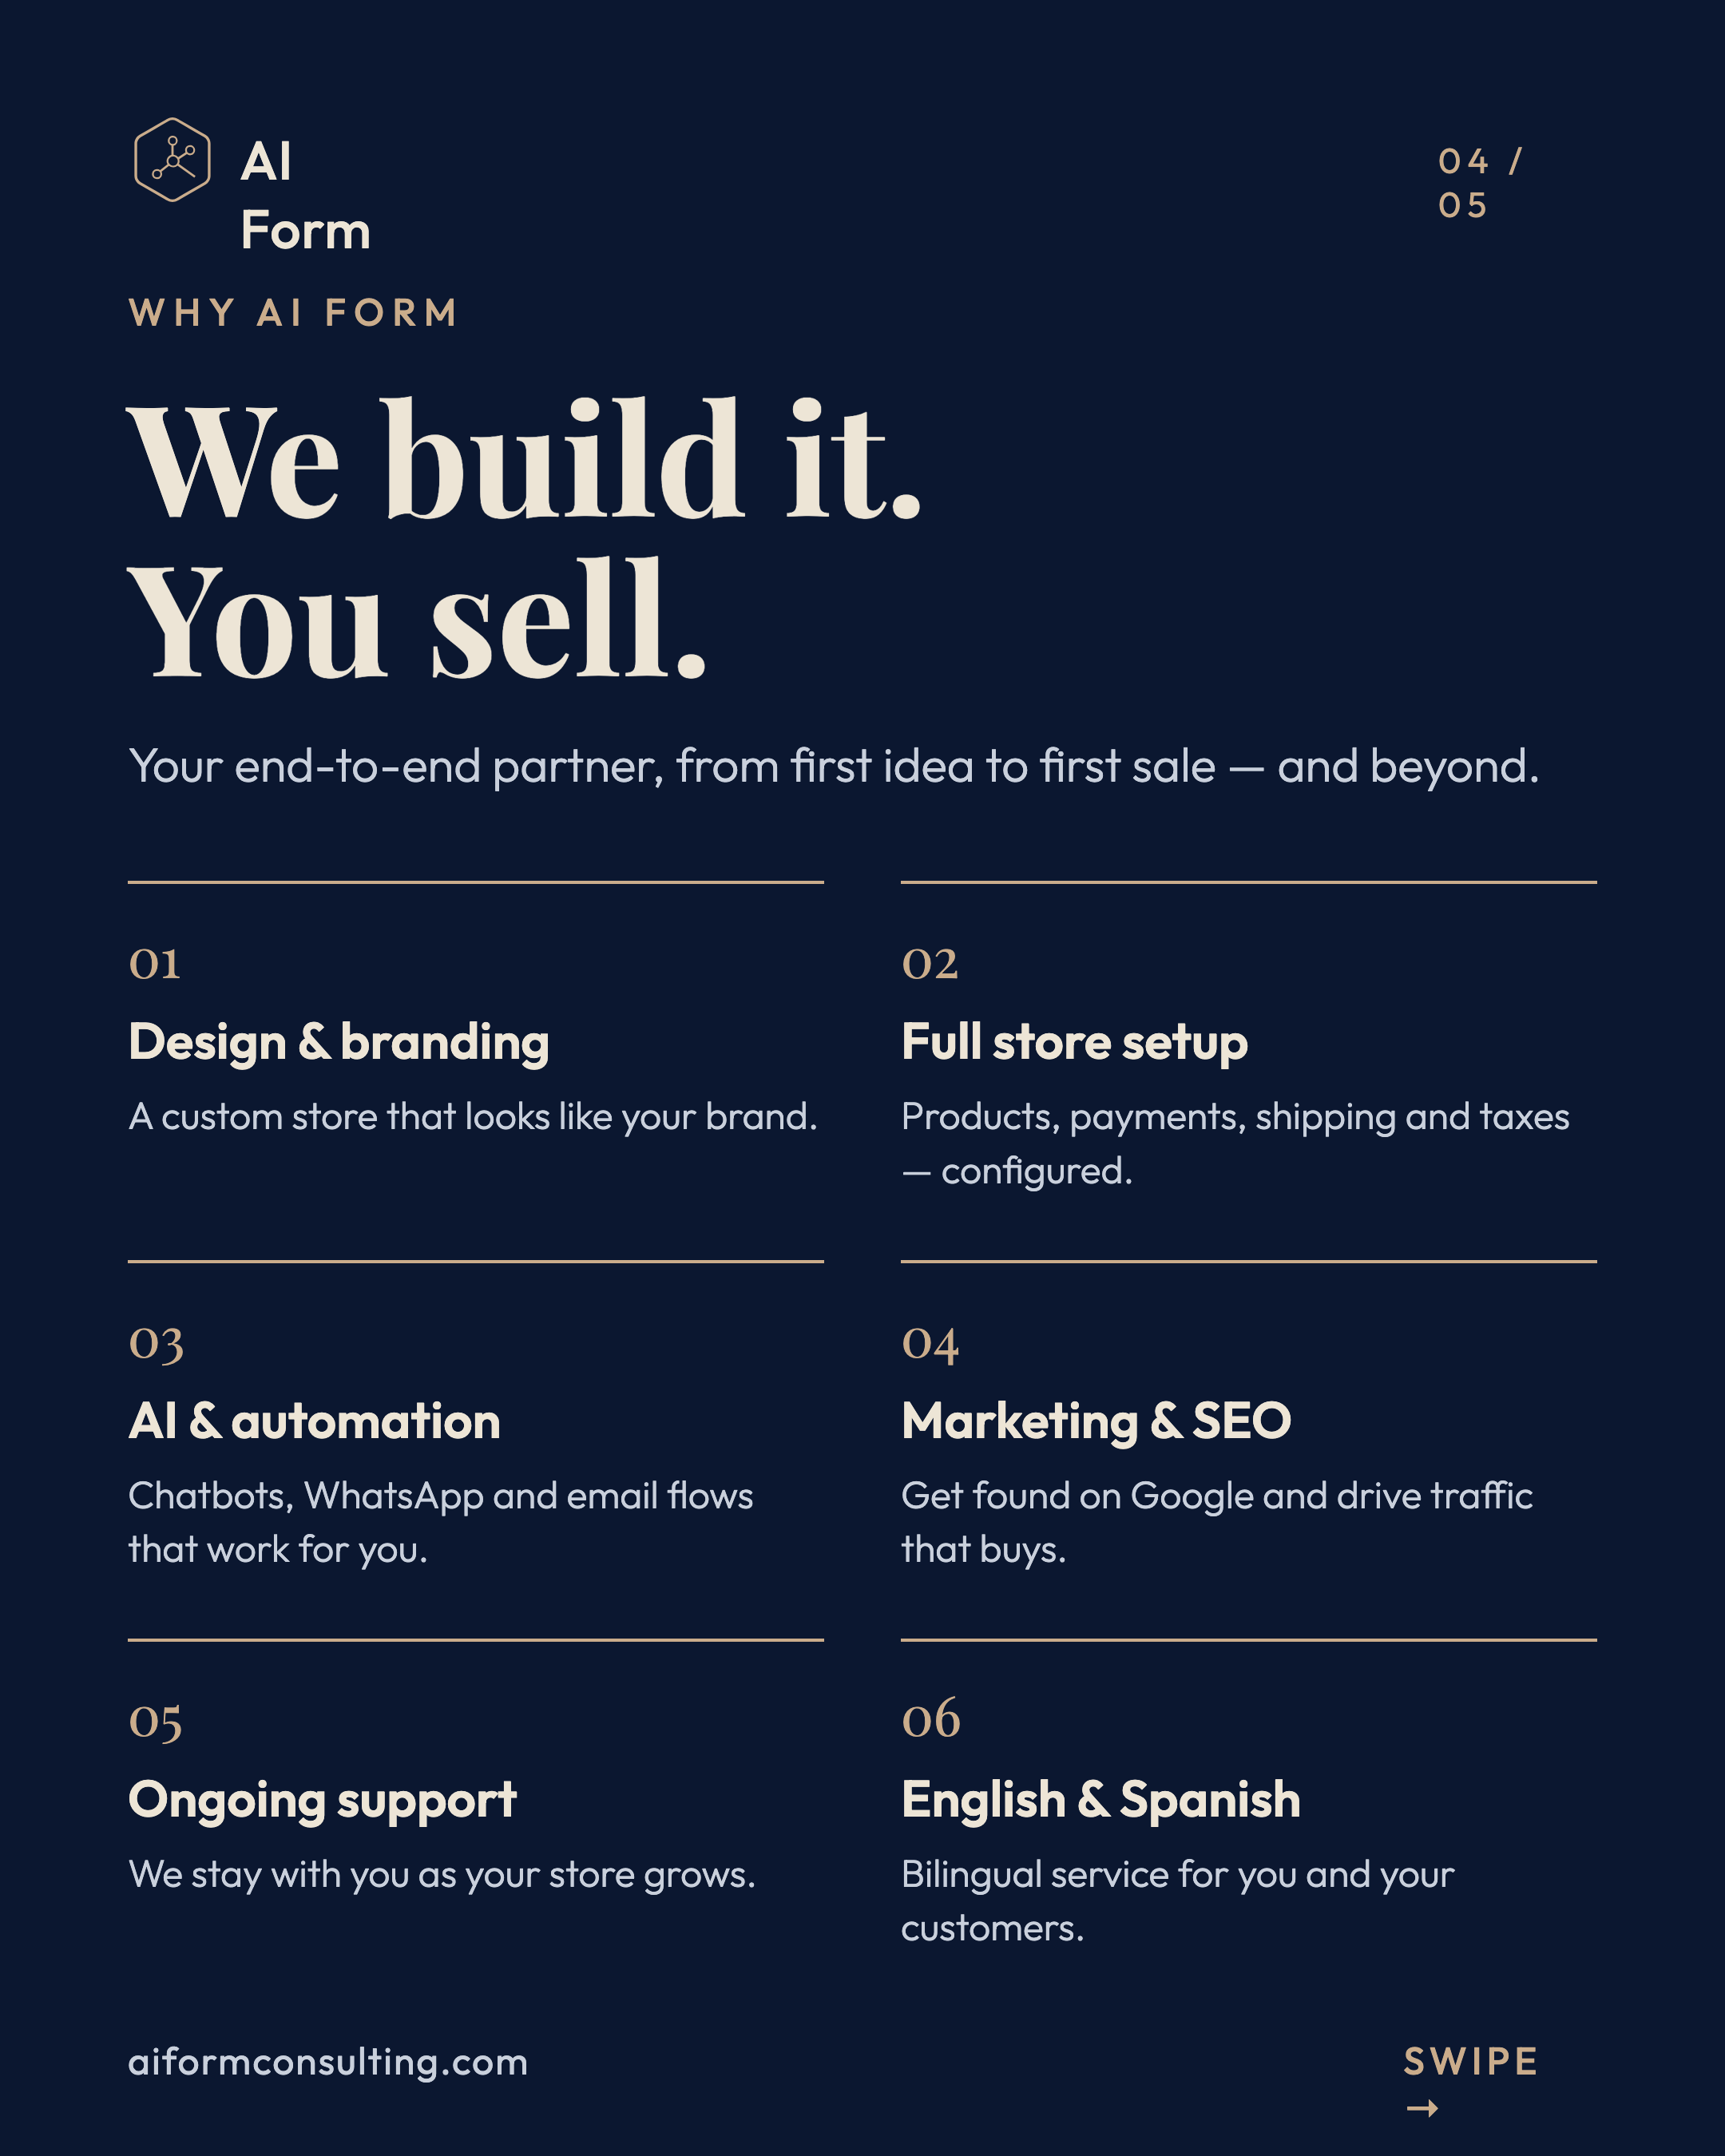 AI
Form
04 /
05
WHY AI FORM
We build it.
You sell.
Your end-to-end partner, from first idea to first sale — and beyond.
01
Design & branding
A custom store that looks like your brand.
02
Full store setup
Products, payments, shipping and taxes
— configured.
03
AI & automation
Chatbots, WhatsApp and email flows
that work for you.
04
Marketing & SEO
Get found on Google and drive traffic
that buys.
05
Ongoing support
We stay with you as your store grows.
06
English & Spanish
Bilingual service for you and your
customers.
aiformconsulting.com
SWIPE
→